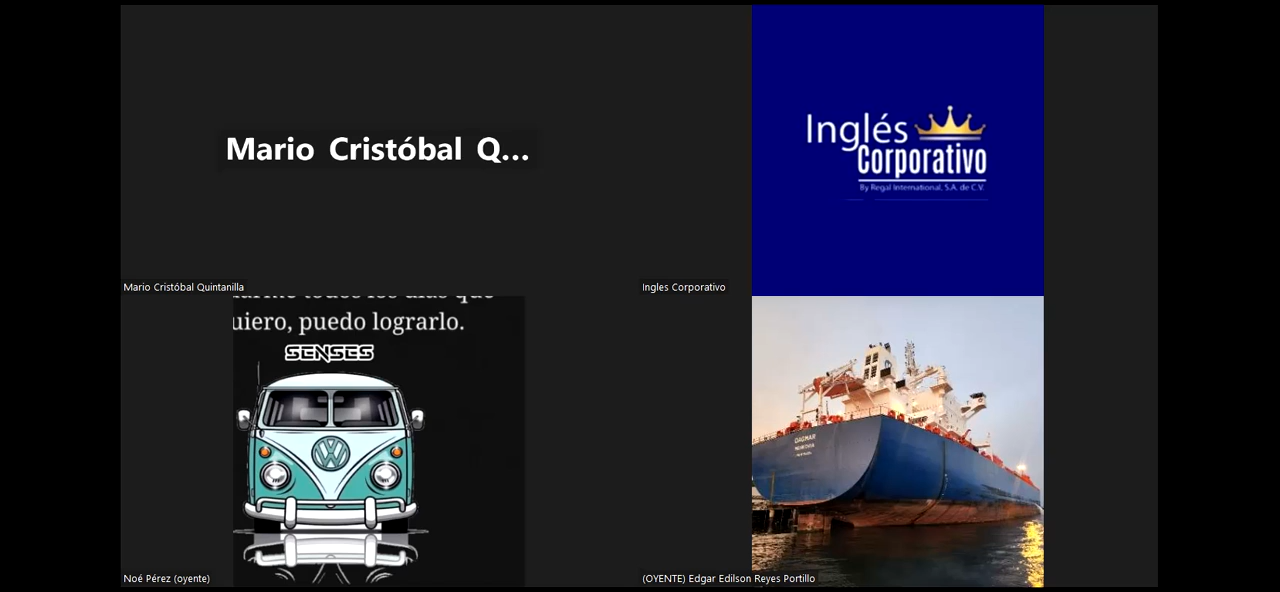 Mario Cristóbal Q...
Mario Cristóbal Quintanilla
Inglés
Corporativo
By Regal International, S.A. de C.V.
Ingles Corporativo
uiero, puedo lograrlo.
SENSES
Noé Pérez (oyente)
DAGMAR
(OYENTE) Edgar Edilson Reyes Portillo